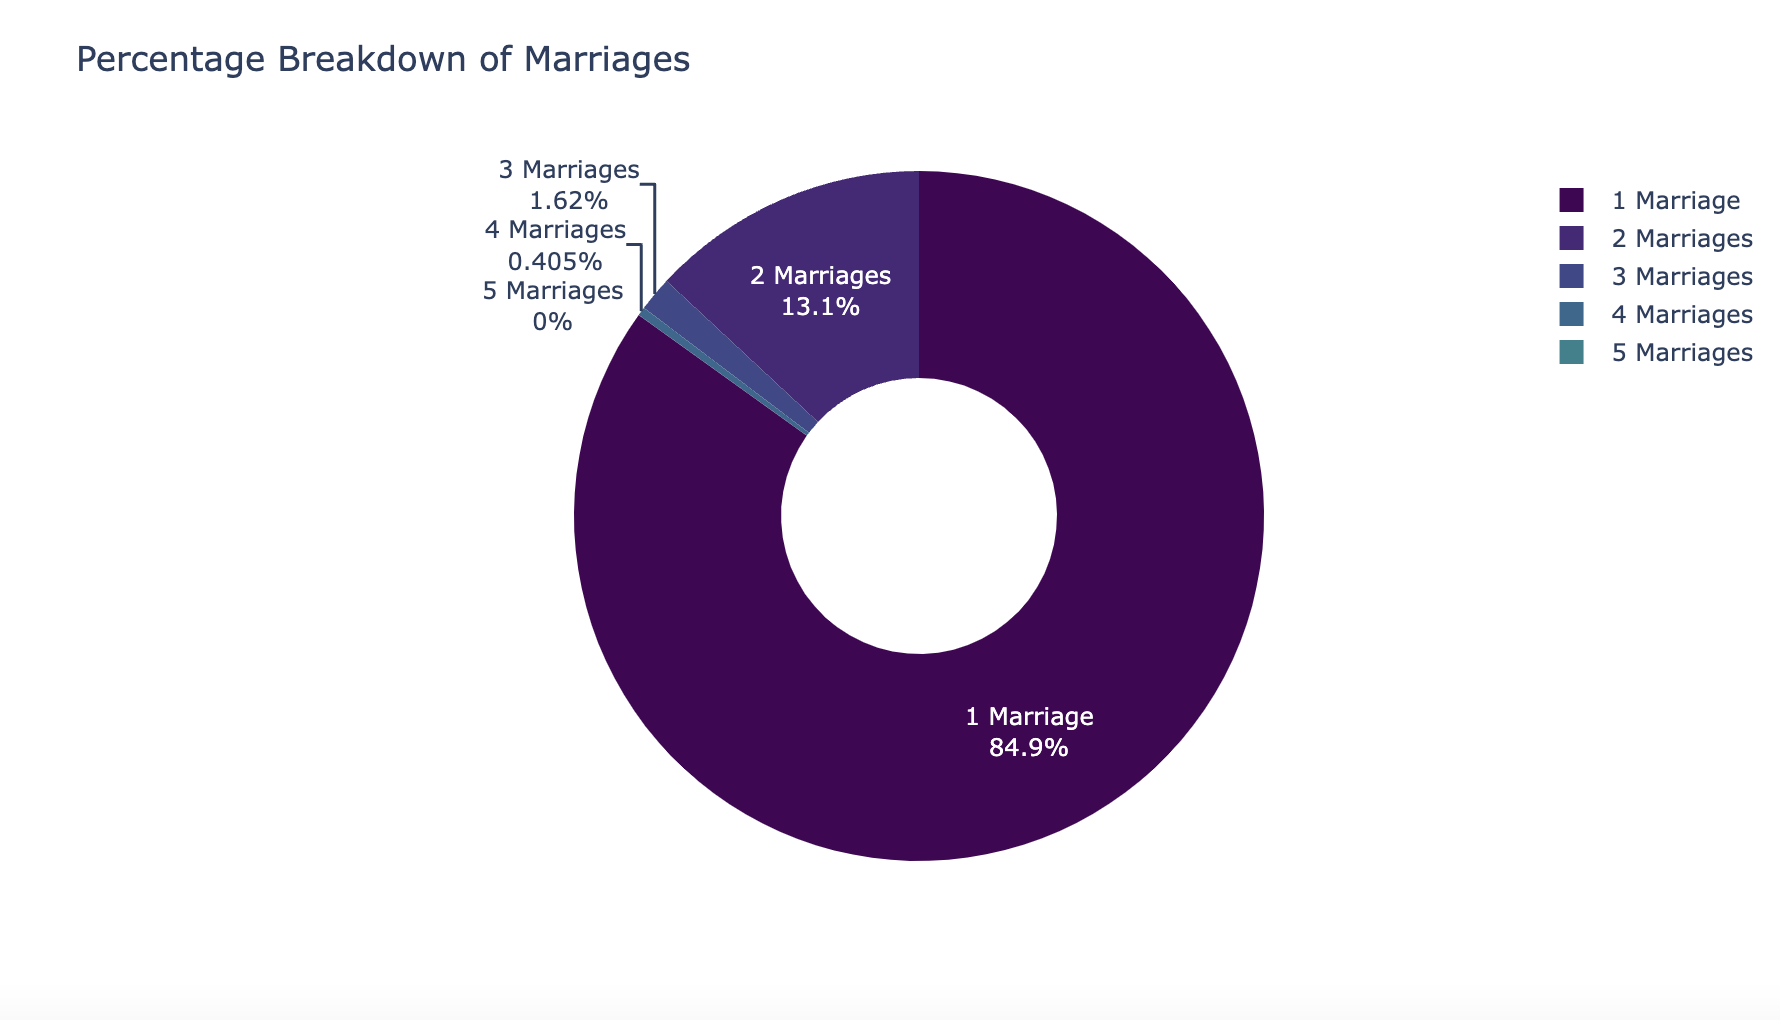 Percentage Breakdown of Marriages
3 Marriages
1.62%
4 Marriages
0.405%
5 Marriages
0%
2 Marriages
13.1%
1 Marriage
84.9%
1 Marriage
2 Marriages
3 Marriages
4 Marriages
5 Marriages